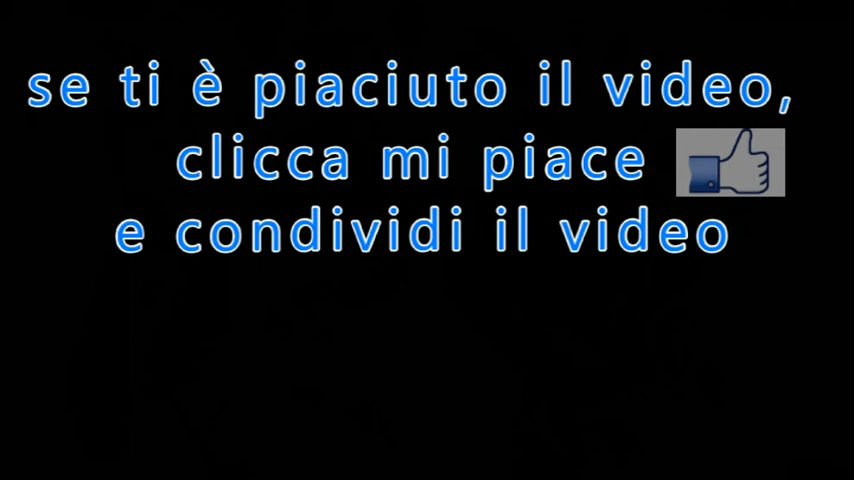 se ti è piaciuto il video,
clicca mi piace
e condividi il video